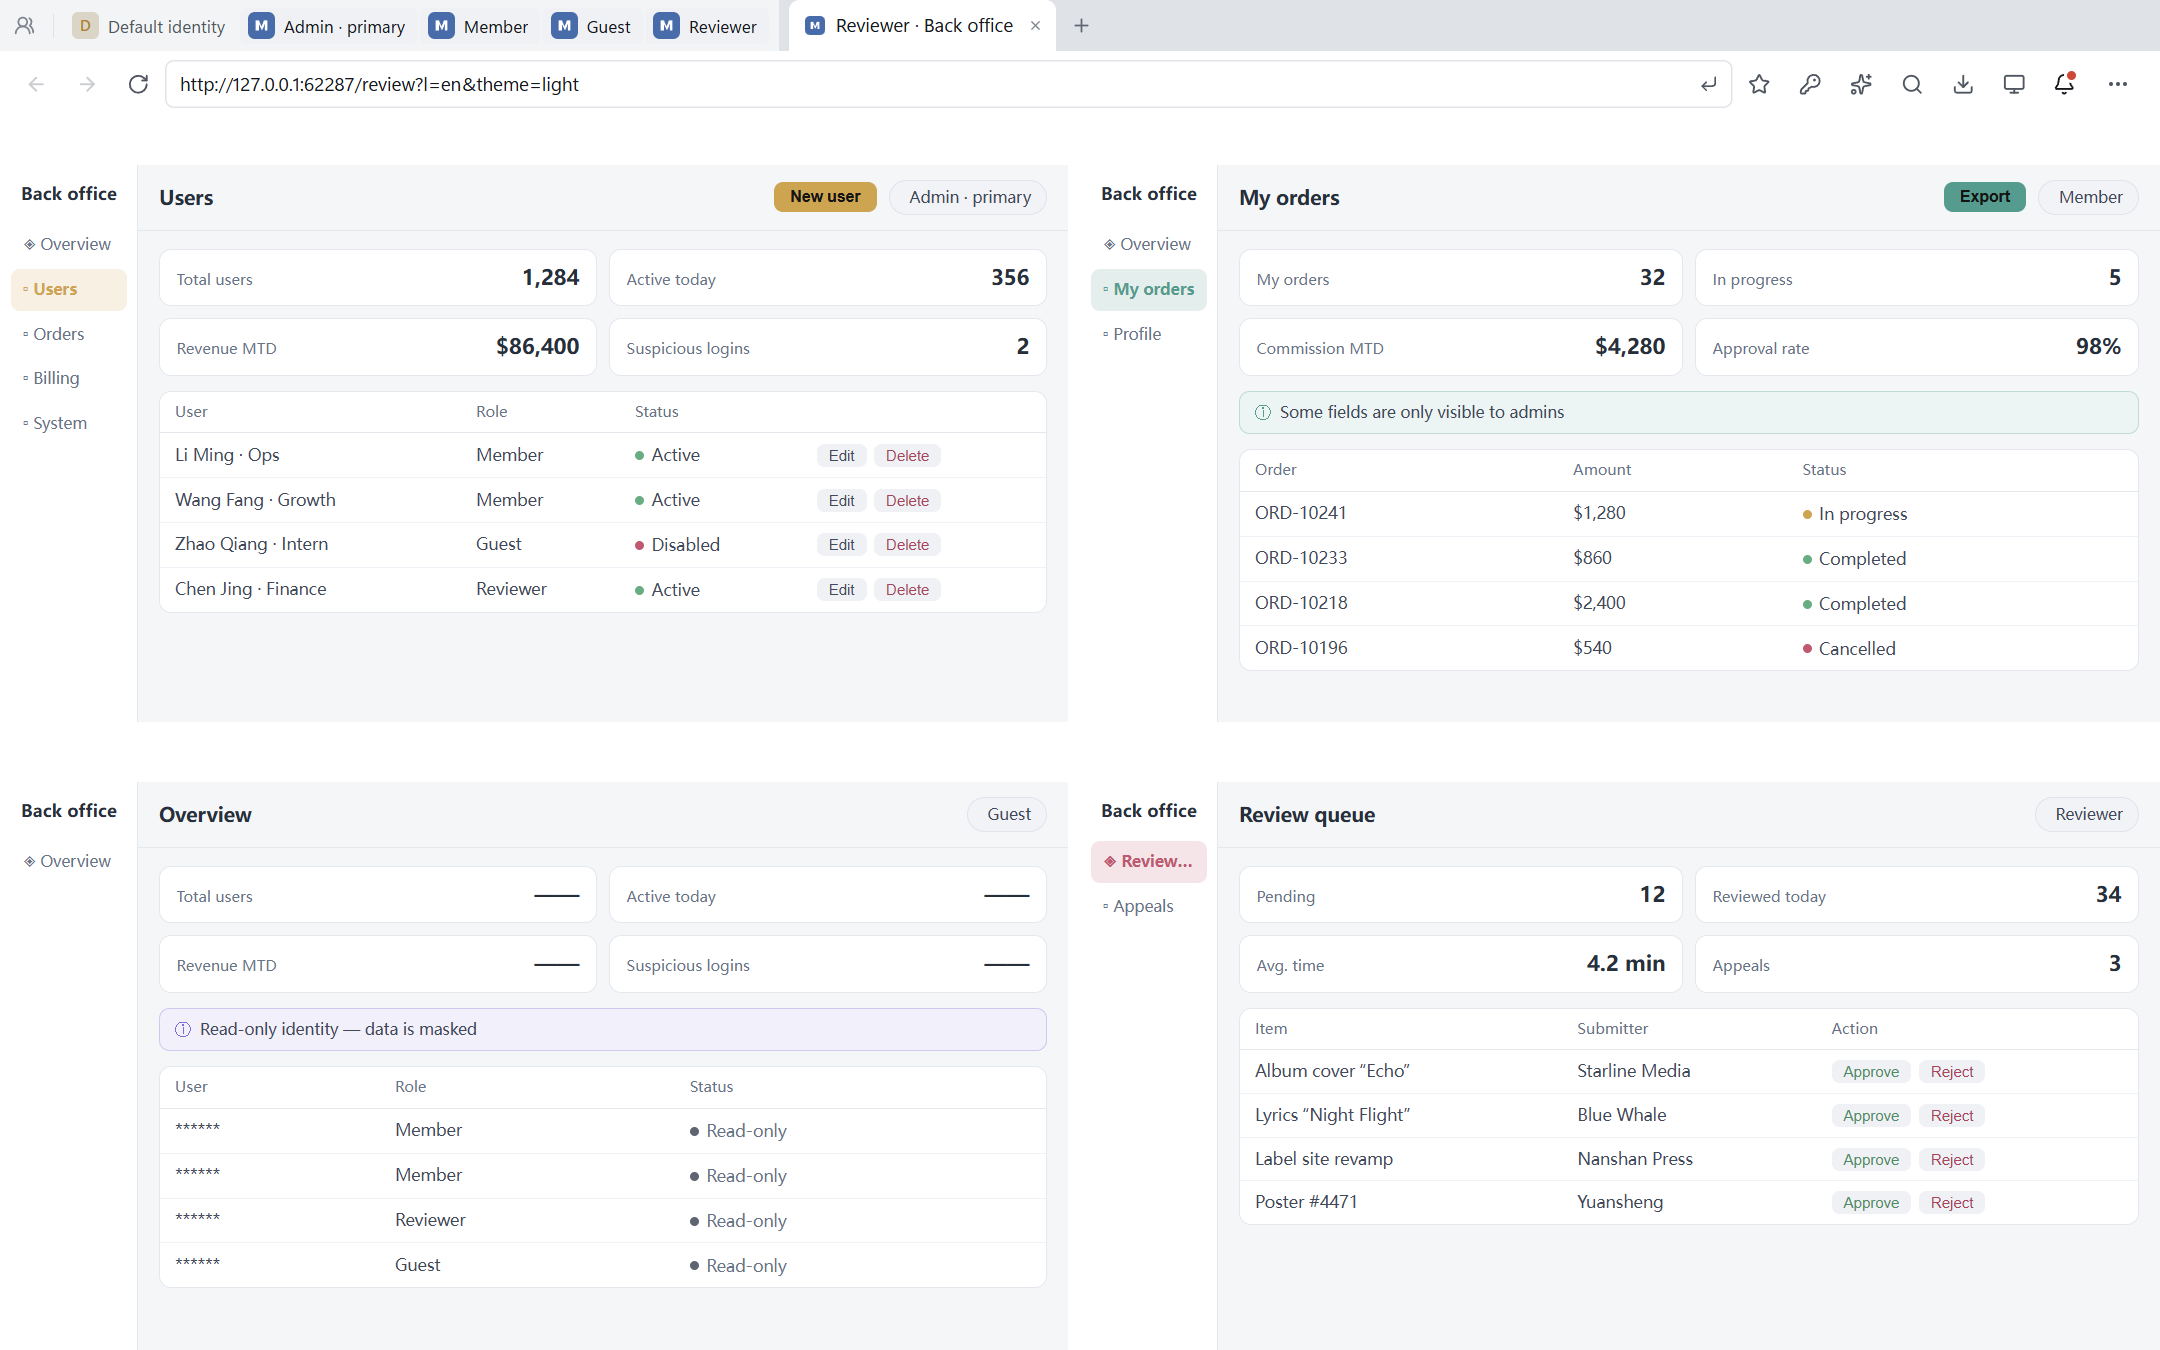 D Default identity M Admin · primary M Member M Guest M Reviewer M Reviewer · Back office
http://127.0.0.1:62287/review?l=en&theme=light
Back office
Overview
Users
Orders
Billing
System
Users
New user
Admin · primary
Total users 1,284
Active today 356
Revenue MTD $86,400
Suspicious logins 2
User Role Status
Li Ming · Ops Member Active Edit Delete
Wang Fang · Growth Member Active Edit Delete
Zhao Qiang · Intern Guest Disabled Edit Delete
Chen Jing · Finance Reviewer Active Edit Delete
Back office
Overview
My orders
Profile
My orders
Export
Member
My orders 32
In progress 5
Commission MTD $4,280
Approval rate 98%
Some fields are only visible to admins
Order Amount Status
ORD-10241 $1,280 In progress
ORD-10233 $860 Completed
ORD-10218 $2,400 Completed
ORD-10196 $540 Cancelled
Back office
Overview
Overview
Guest
Total users ——
Active today ——
Revenue MTD ——
Suspicious logins ——
Read-only identity — data is masked
User Role Status
****** Member Read-only
****** Member Read-only
****** Reviewer Read-only
****** Guest Read-only
Back office
Review...
Appeals
Review queue
Reviewer
Pending 12
Reviewed today 34
Avg. time 4.2 min
Appeals 3
Item Submitter Action
Album cover “Echo” Starline Media Approve Reject
Lyrics “Night Flight” Blue Whale Approve Reject
Label site revamp Nanshan Press Approve Reject
Poster #4471 Yuansheng Approve Reject